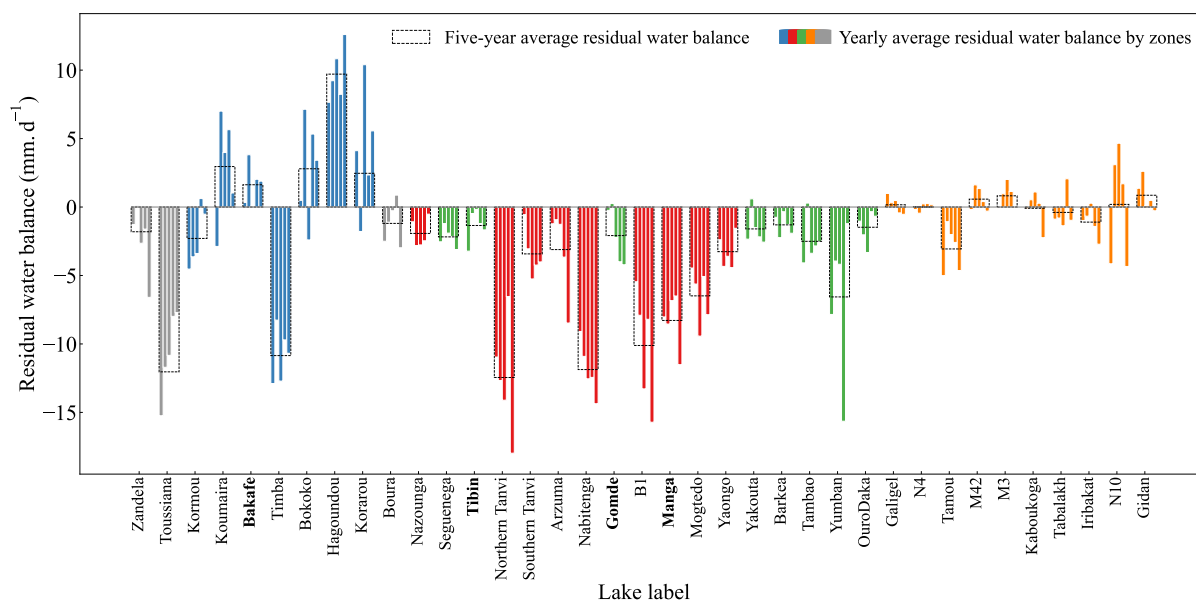 Five-year average residual water balance
Yearly average residual water balance by zones
Residual water balance (mm. d⁻¹)
10
5
0
−5
−10
−15
Zandela
Toussiana
Kormou
Koumaira
Bakafe
Timba
Bokoko
Hagoundou
Korarou
Boura
Nazounga
Seguenega
Tibin
Northern Tanvi
Southern Tanvi
Arzuma
Nabitenga
Gonde
B1
Manga
Mogtedo
Yaongo
Yakouta
Barkea
Tambao
Yumban
OuroDaka
Galigel
N4
Tamou
M42
M3
Kaboukoga
Tabalakh
Iribakat
N10
Gidan
Lake label